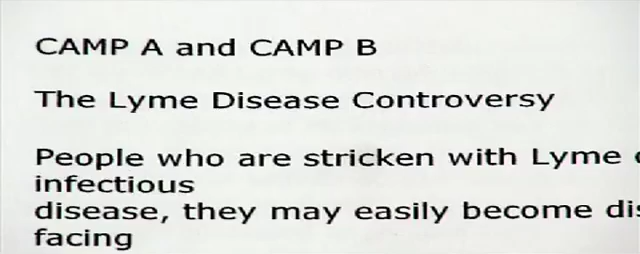 CAMP A and CAMP B
The Lyme Disease Controversy
People who are stricken with Lyme
infectious
disease, they may easily become
facing